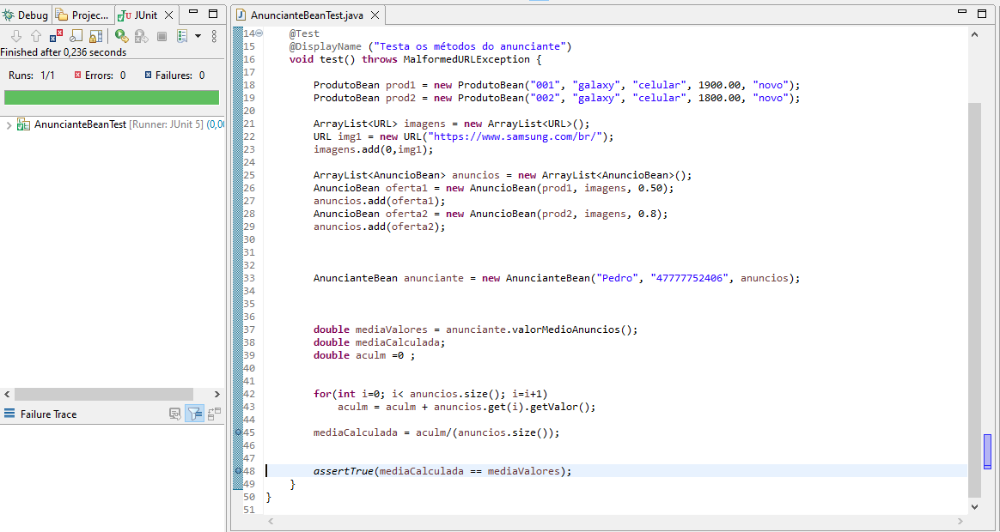 Debug Projec... JUnit
Finished after 0,236 seconds
Runs: 1/1 Errors: 0 Failures: 0
AnuncianteBeanTest [Runner: JUnit 5] (0,00
Failure Trace
AnuncianteBeanTest.java
14 @Test
15 @DisplayName ("Testa os métodos do anunciante")
16 void test() throws MalformedURLException {
17
18 ProdutoBean prod1 = new ProdutoBean("001", "galaxy", "celular", 1900.00, "novo");
19 ProdutoBean prod2 = new ProdutoBean("002", "galaxy", "celular", 1800.00, "novo");
20
21 ArrayList<URL> imagens = new ArrayList<URL>();
22 URL img1 = new URL("https://www.samsung.com/br/");
23 imagens.add(0,img1);
24
25 ArrayList<AnuncioBean> anuncios = new ArrayList<AnuncioBean>();
26 AnuncioBean oferta1 = new AnuncioBean(prod1, imagens, 0.50);
27 anuncios.add(oferta1);
28 AnuncioBean oferta2 = new AnuncioBean(prod2, imagens, 0.8);
29 anuncios.add(oferta2);
30
31
32
33 AnuncianteBean anunciante = new AnuncianteBean("Pedro", "47777752406", anuncios);
34
35
36
37 double mediaValores = anunciante.valorMedioAnuncios();
38 double mediaCalculada;
39 double aculm =0 ;
40
41
42 for(int i=0; i< anuncios.size(); i=i+1)
43 aculm = aculm + anuncios.get(i).getValor();
44
45 mediaCalculada = aculm/(anuncios.size());
46
47
48 assertTrue(mediaCalculada == mediaValores);
49 }
50 }
51